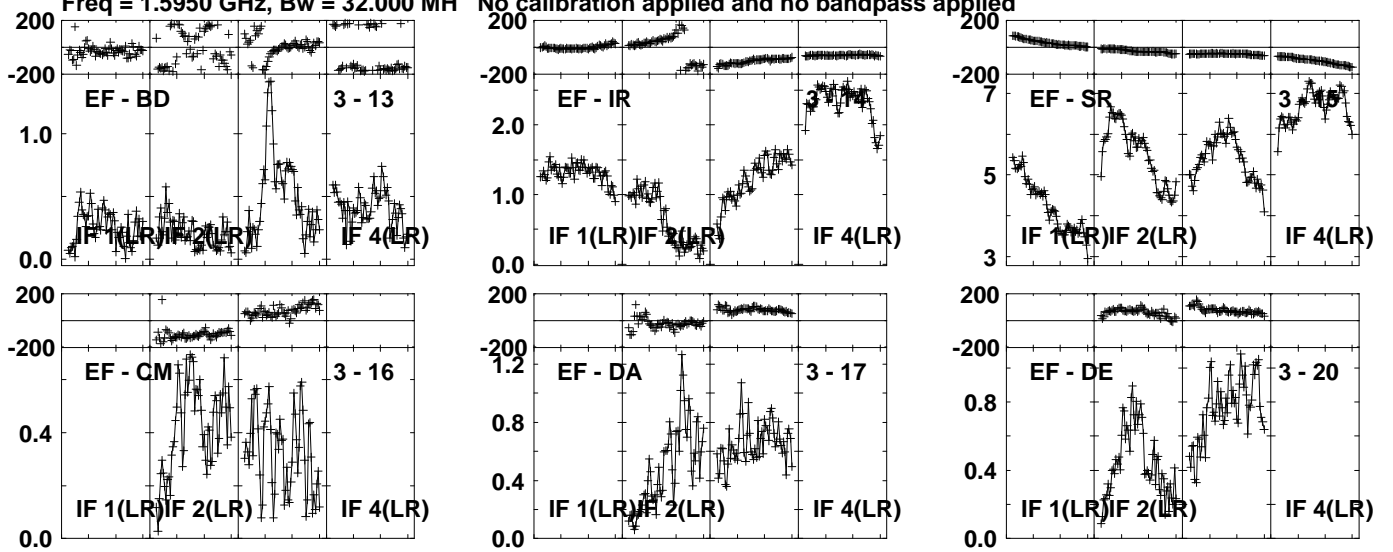 Freq = 1.5950 GHz, Bw = 32.000 MH No calibration applied and no bandpass applied
200
-200
EF - BD 3 - 13
1.0
0.0
IF 1(LR) IF 2(LR) IF 4(LR)
200
-200
EF - IR 3 - 14
2.0
1.0
0.0
IF 1(LR) IF 2(LR) IF 4(LR)
200
-200
7
EF - SR 3 - 15
5
3
IF 1(LR) IF 2(LR) IF 4(LR)
200
-200
EF - CM 3 - 16
0.4
0.0
IF 1(LR) IF 2(LR) IF 4(LR)
200
-200
1.2
EF - DA 3 - 17
0.8
0.4
0.0
IF 1(LR) IF 2(LR) IF 4(LR)
200
-200
EF - DE 3 - 20
0.8
0.4
0.0
IF 1(LR) IF 2(LR) IF 4(LR)